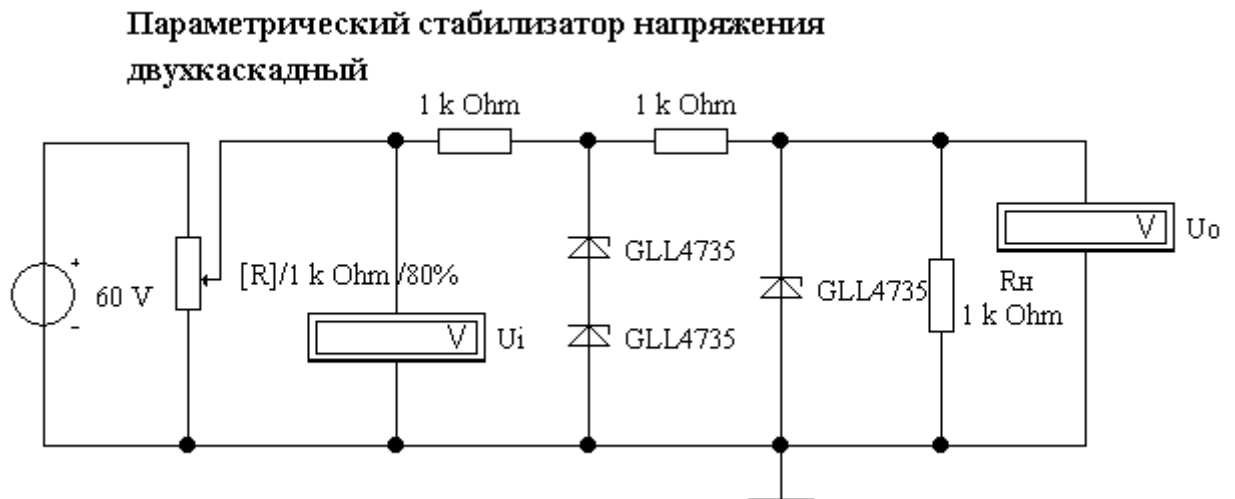 Параметрический стабилизатор напряжения
двухкаскадный
1 k Ohm
1 k Ohm
V
Uo
GLL4735
+
[R]/1 k Ohm /80%
60 V
GLL4735
Rн
1 k Ohm
-
V
Ui
GLL4735